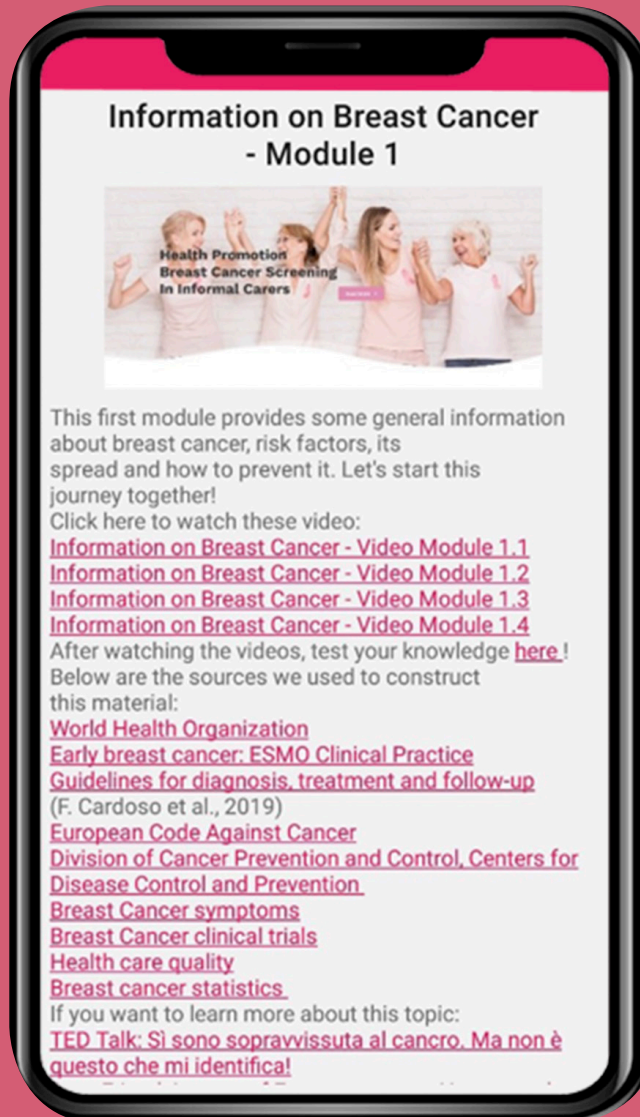 Information on Breast Cancer
- Module 1
Health Promotion
Breast Cancer Screening
In Informal Carers
This first module provides some general information
about breast cancer, risk factors, its
spread and how to prevent it. Let's start this
journey together!
Click here to watch these video:
Information on Breast Cancer - Video Module 1.1
Information on Breast Cancer - Video Module 1.2
Information on Breast Cancer - Video Module 1.3
Information on Breast Cancer - Video Module 1.4
After watching the videos, test your knowledge here !
Below are the sources we used to construct
this material:
World Health Organization
Early breast cancer: ESMO Clinical Practice
Guidelines for diagnosis, treatment and follow-up
(F. Cardoso et al., 2019)
European Code Against Cancer
Division of Cancer Prevention and Control, Centers for
Disease Control and Prevention
Breast Cancer symptoms
Breast Cancer clinical trials
Health care quality
Breast cancer statistics
If you want to learn more about this topic:
TED Talk: Sì sono sopravvissuta al cancro. Ma non è
questo che mi identifica!